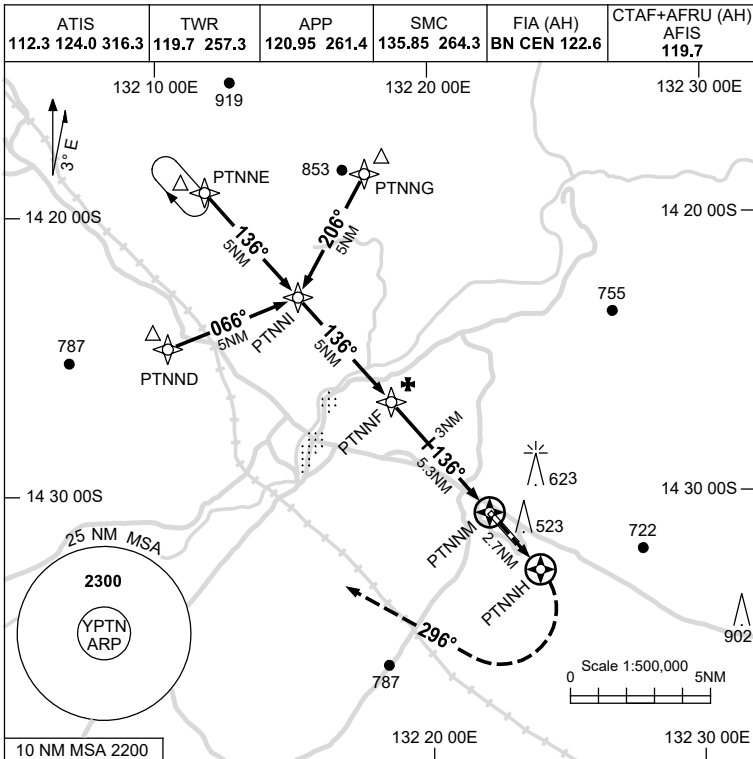 ATIS
112.3 124.0 316.3
TWR
119.7 257.3
APP
120.95 261.4
SMC
135.85 264.3
FIA (AH)
BN CEN 122.6
CTAF+AFRU (AH)
AFIS
119.7
132 10 00E
132 20 00E
132 30 00E
919
3° E
PTNNE
853
PTNNG
14 20 00S
14 20 00S
136°
5NM
206°
5NM
755
066°
5NM
PTNNI
136°
5NM
787
PTNND
PTNNF
3NM
136°
5.3NM
623
14 30 00S
14 30 00S
523
PTNNM
2.7NM
722
25 NM MSA
2300
PTNNH
YPTN
ARP
296°
902
787
Scale 1:500,000
0
5NM
10 NM MSA 2200
132 20 00E
132 30 00E